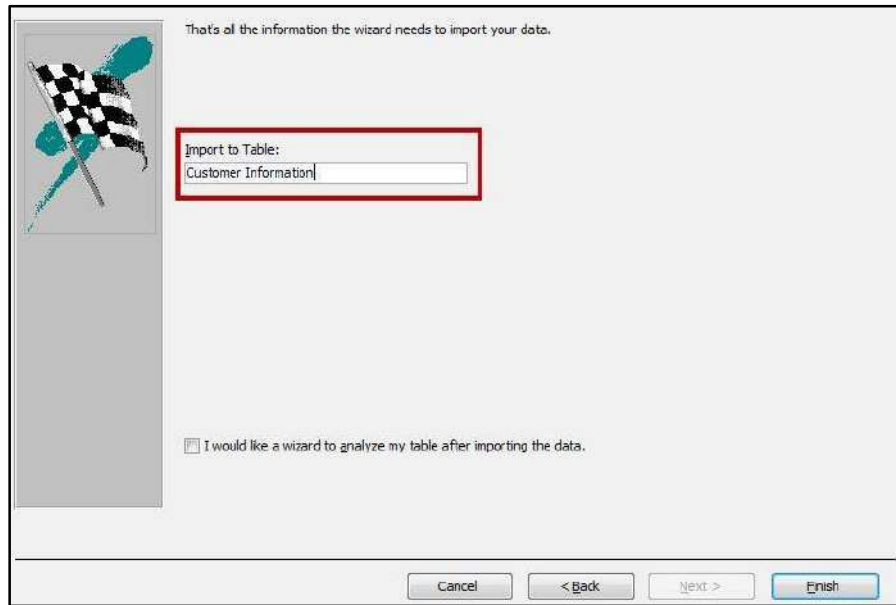 That's all the information the wizard needs to import your data.
Import to Table:
Customer Information
I would like a wizard to analyze my table after importing the data.
Cancel
< Back
Next >
Finish